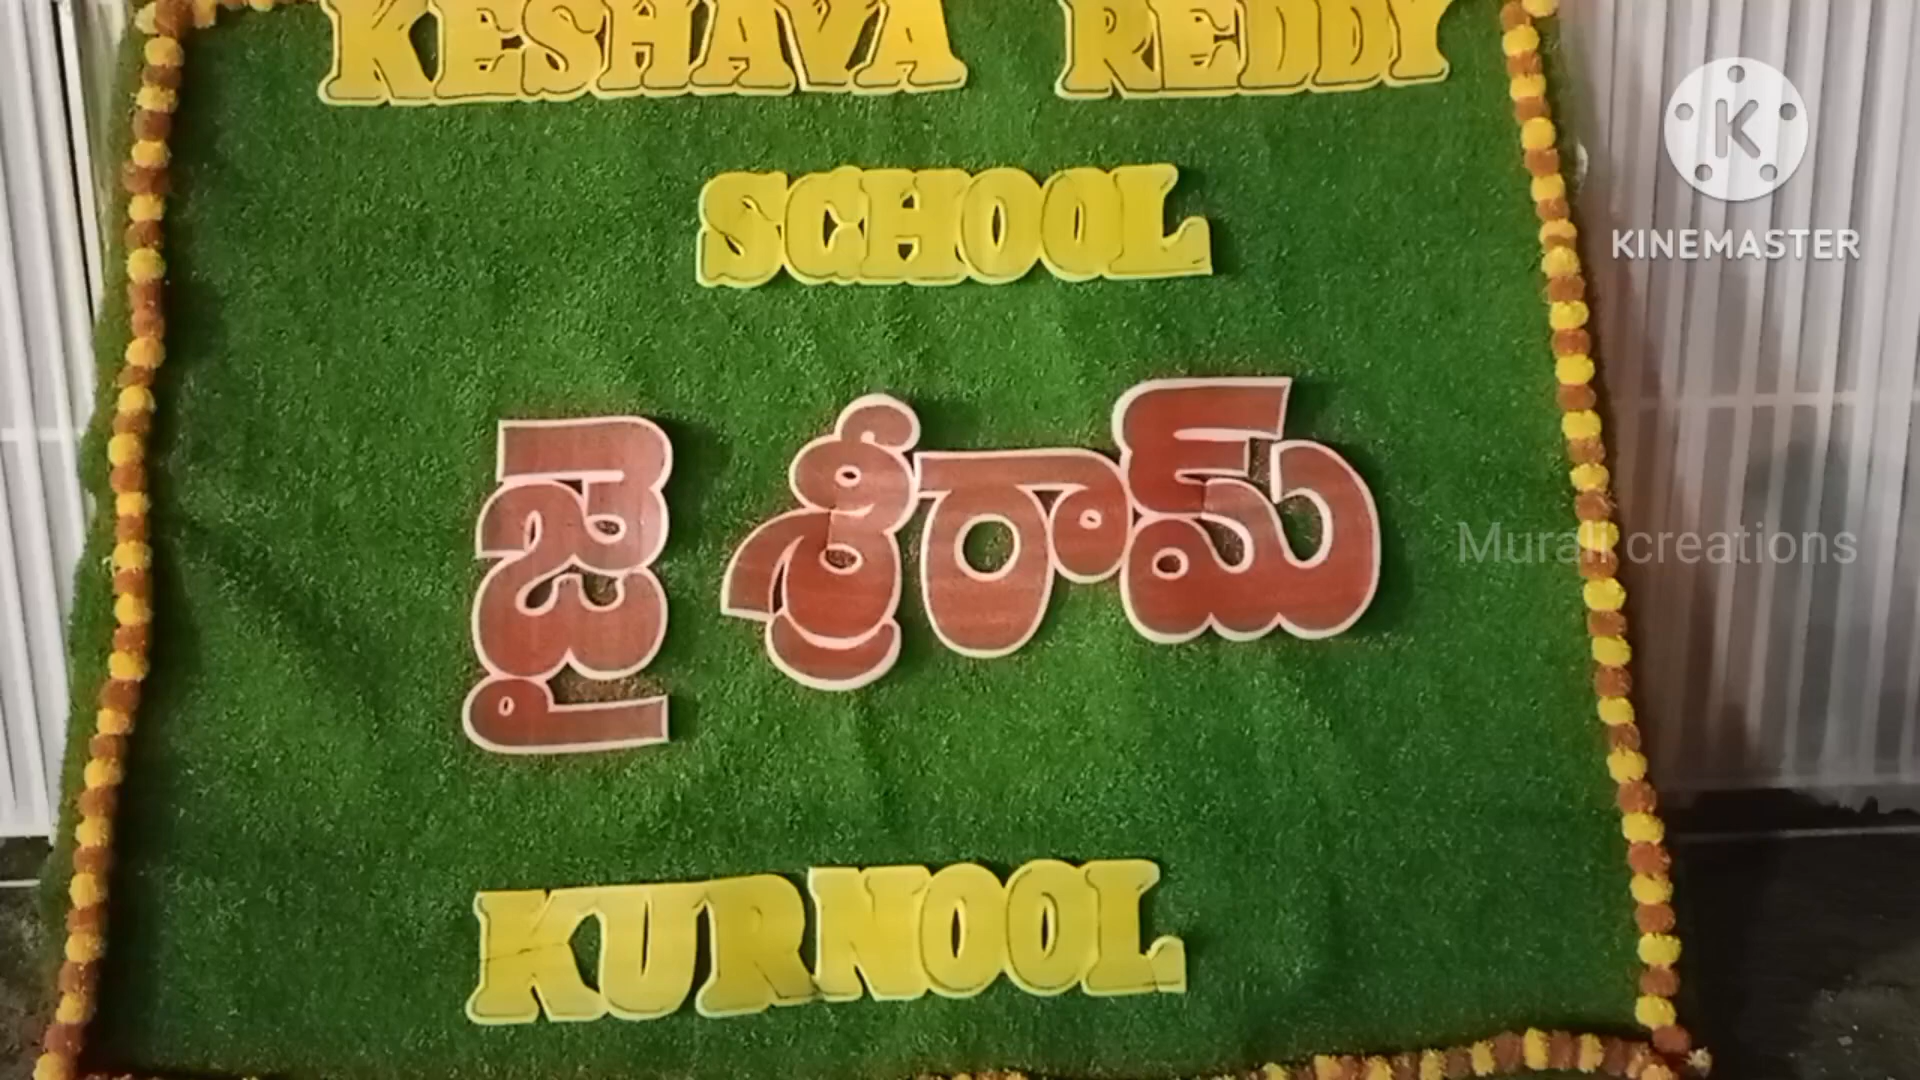 KESHAVA REDDY
SCHOOL
జై శ్రీరామ్
KURNOOL
K
KINEMASTER
Murali creations